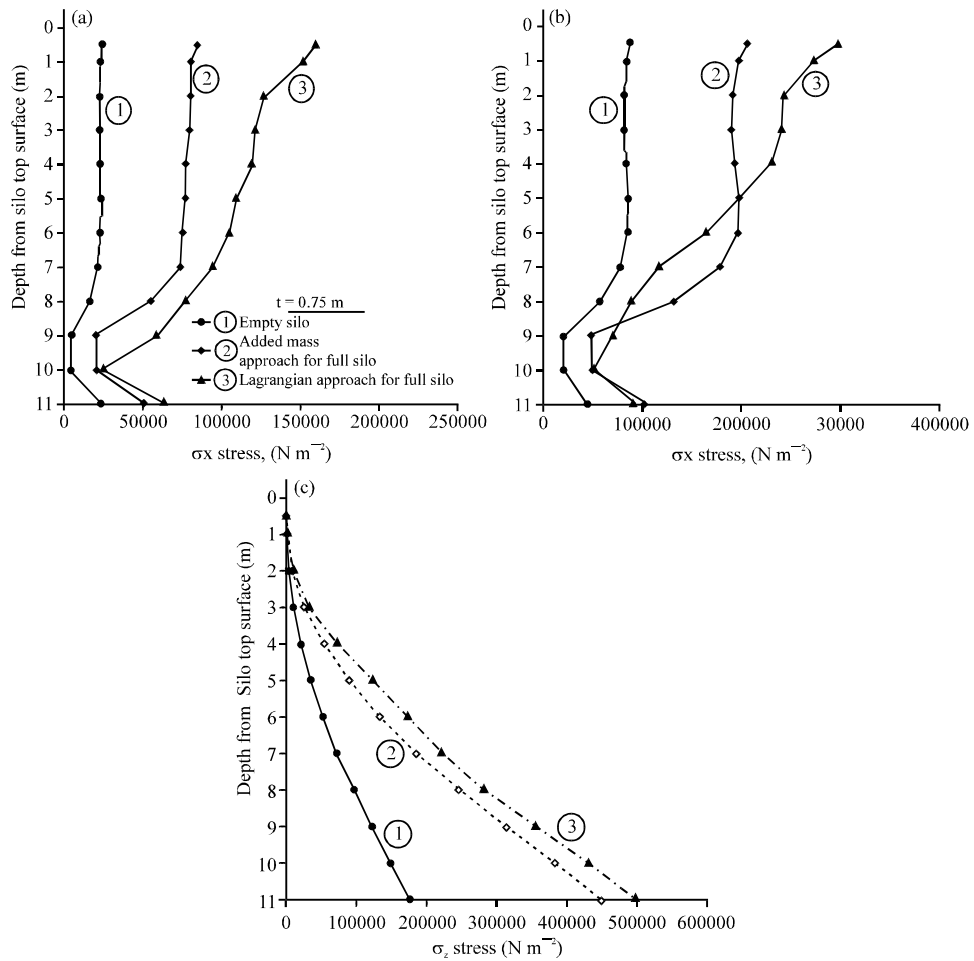 (a)
0
1
2
3
4
5
6
7
8
9
10
11
Depth from silo top surface (m)
1
2
3
t = 0.75 m
1 Empty silo
2 Added mass
approach for full silo
3 Lagrangian approach for full silo
0 50000 100000 150000 200000 250000
σx stress, (N m⁻²)
(b)
0
1
2
3
4
5
6
7
8
9
10
11
Depth from silo top surface (m)
1
2
3
0 100000 200000 30000 400000
σx stress, (N m⁻²)
(c)
0
1
2
3
4
5
6
7
8
9
10
11
Depth from Silo top surface (m)
2
1
3
0 100000 200000 300000 400000 500000 600000
σz stress (N m⁻²)